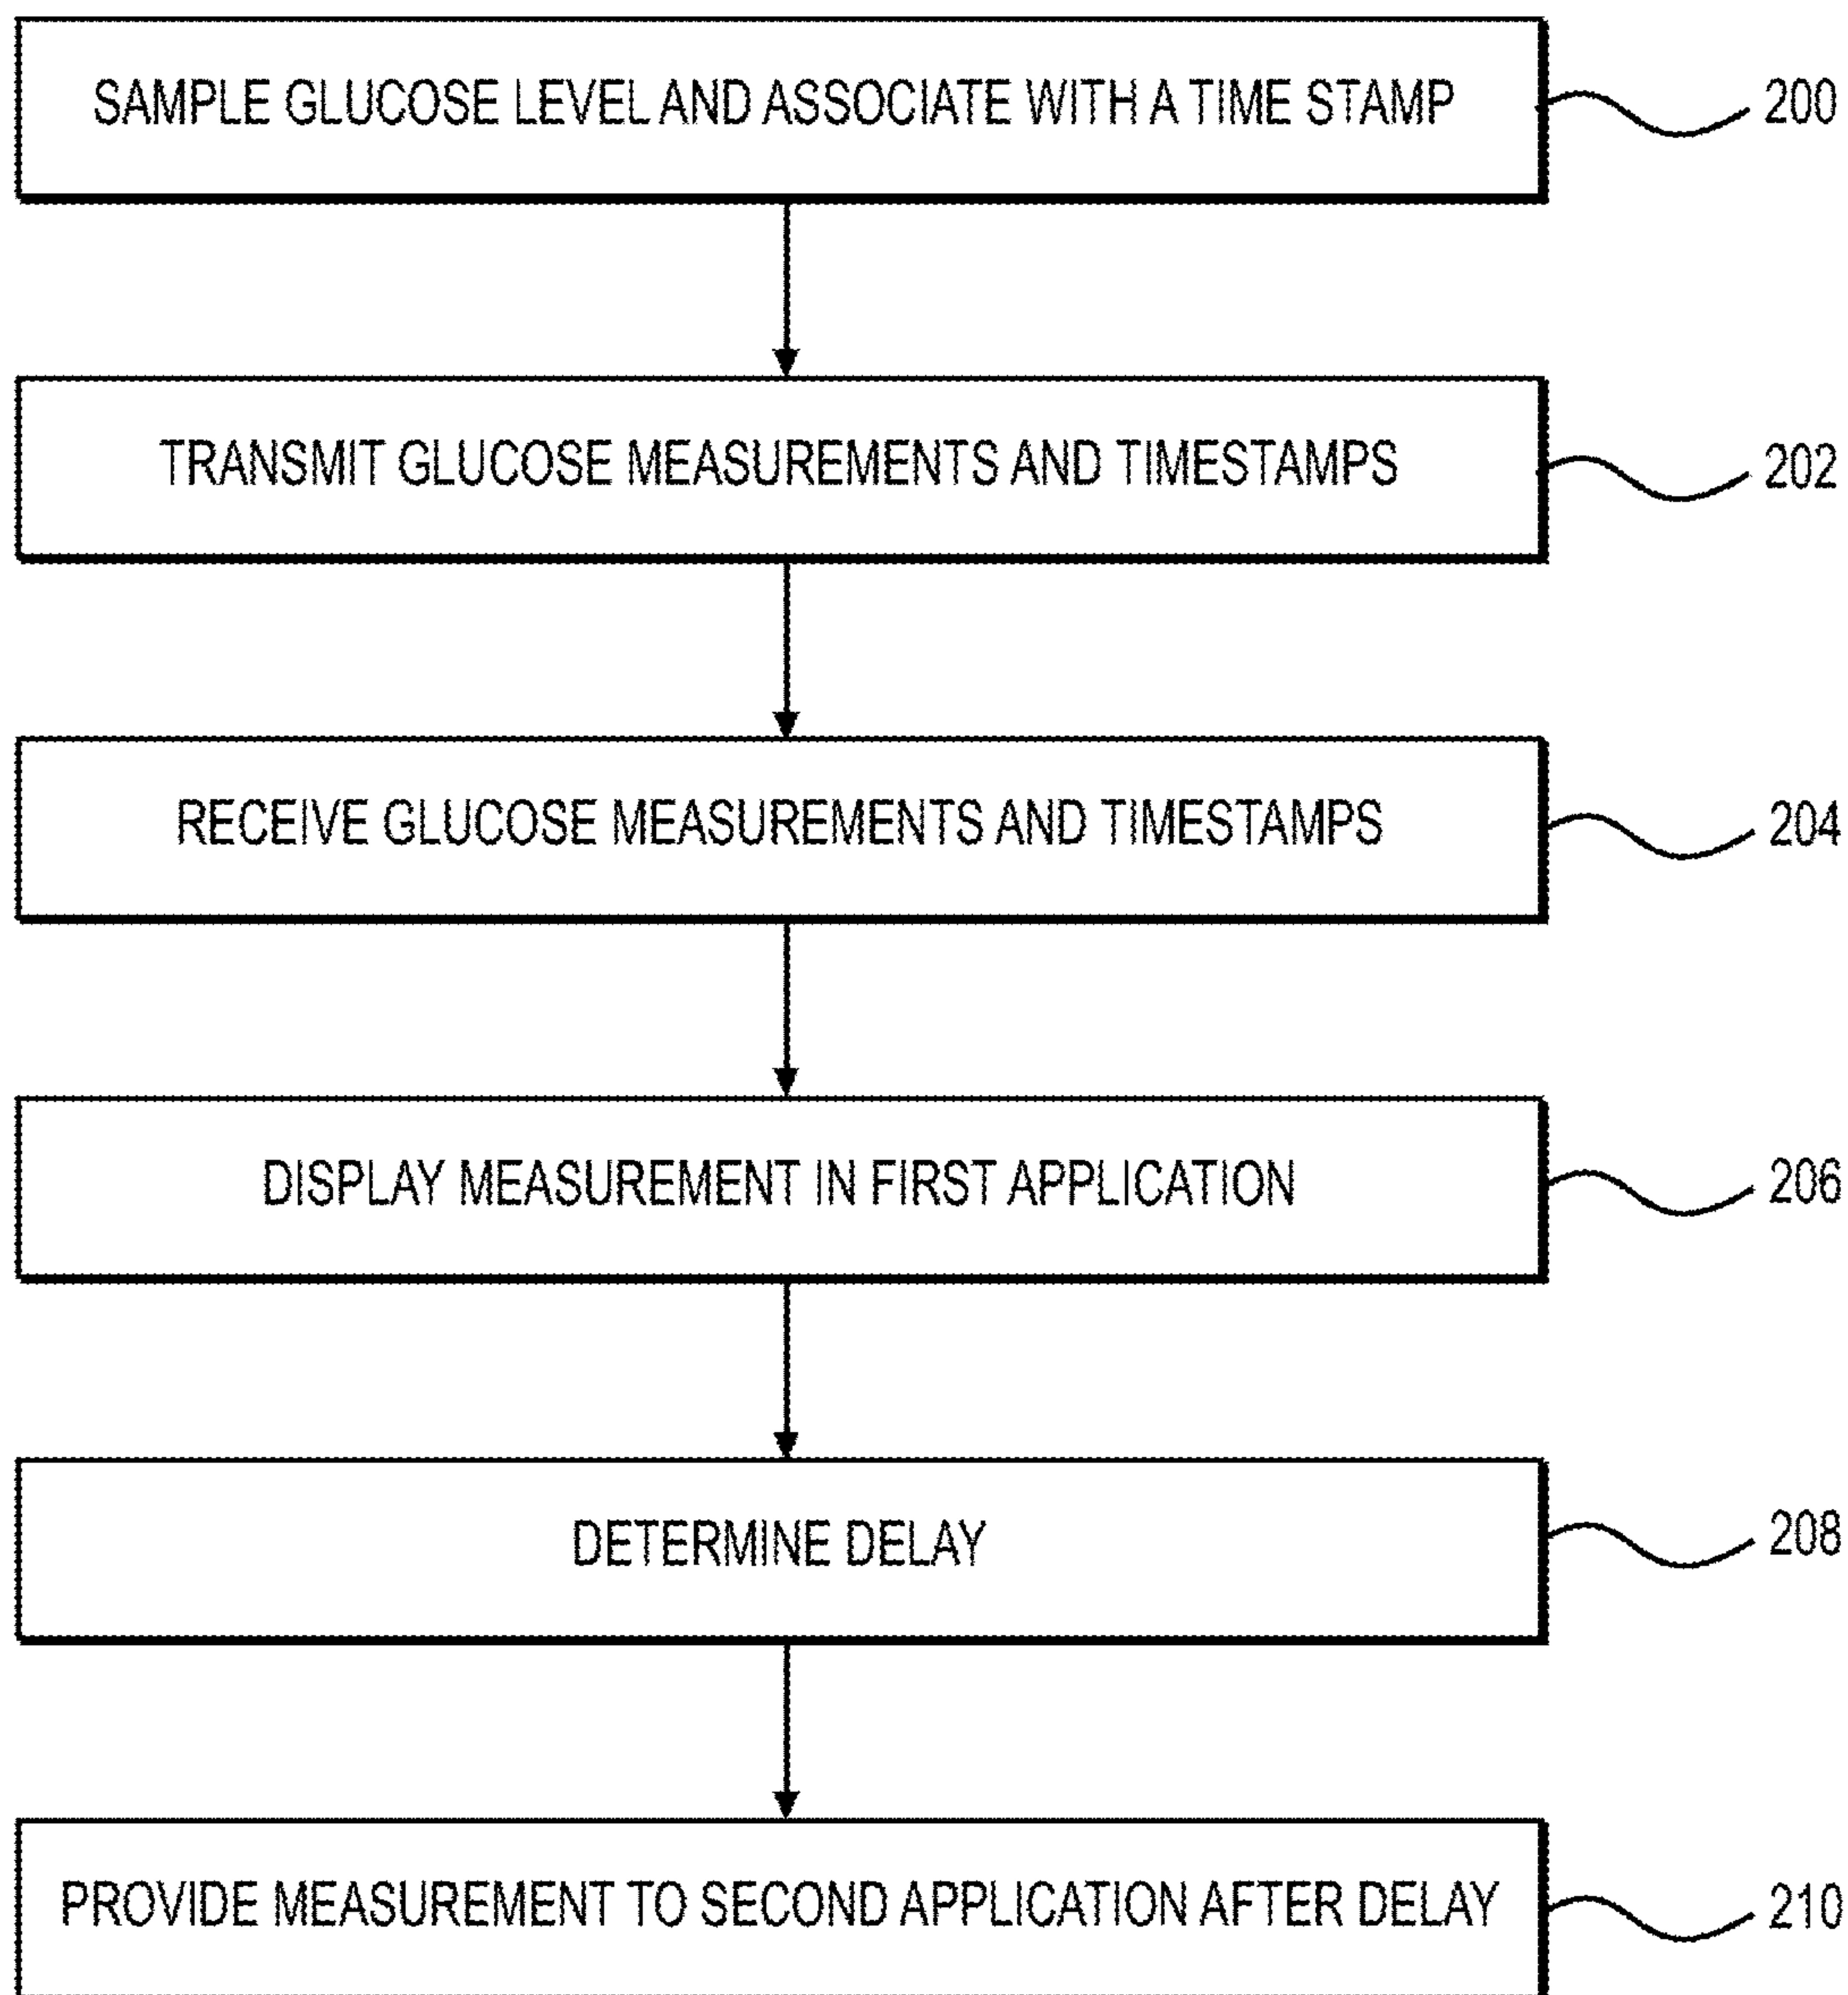 SAMPLE GLUCOSE LEVEL AND ASSOCIATE WITH A TIME STAMP
200
TRANSMIT GLUCOSE MEASUREMENTS AND TIMESTAMPS
202
RECEIVE GLUCOSE MEASUREMENTS AND TIMESTAMPS
204
DISPLAY MEASUREMENT IN FIRST APPLICATION
206
DETERMINE DELAY
208
PROVIDE MEASUREMENT TO SECOND APPLICATION AFTER DELAY
210